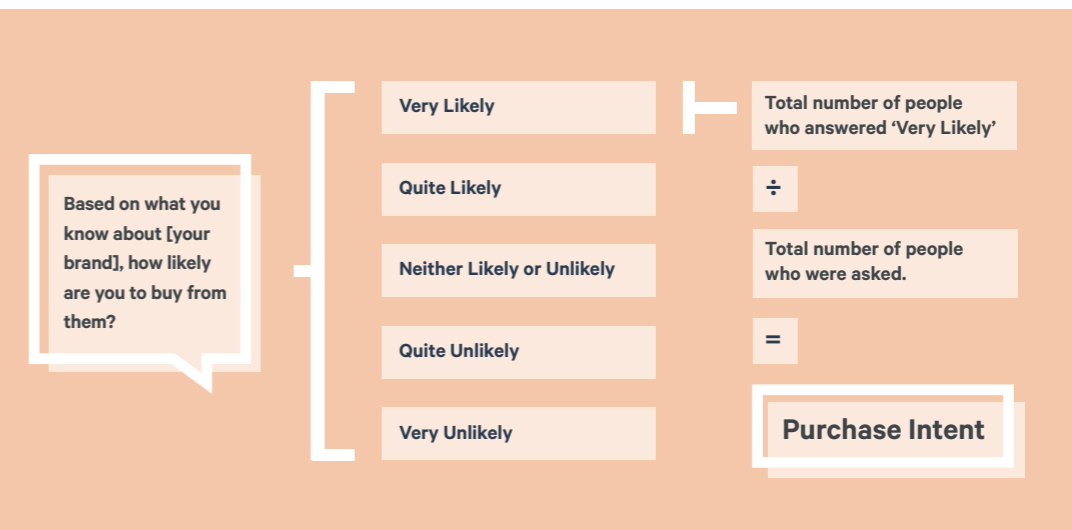 Based on what you
know about [your
brand], how likely
are you to buy from
them?
Very Likely
Quite Likely
Neither Likely or Unlikely
Quite Unlikely
Very Unlikely
Total number of people
who answered ‘Very Likely’
÷
Total number of people
who were asked.
=
Purchase Intent